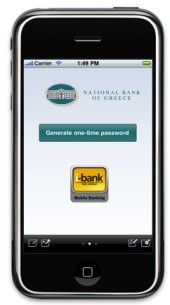 Carrier 1:49 PM
NATIONAL BANK
OF GREECE
Generate one-time password
i-bank
Mobile Banking